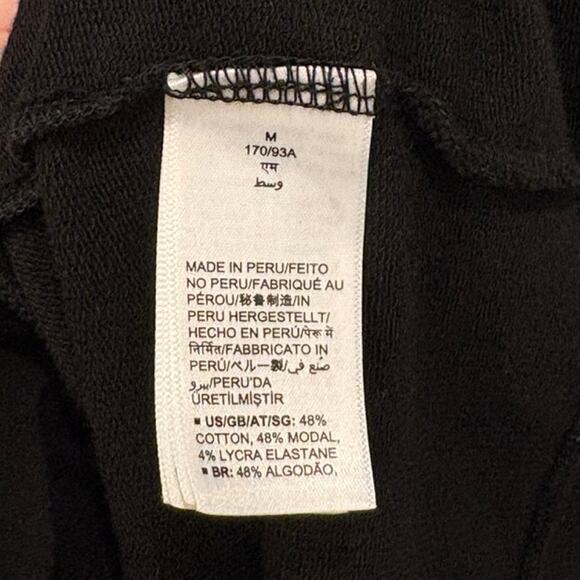 M
170/93A
एम
وسط
MADE IN PERU/FEITO
NO PERU/FABRIQUÉ AU
PÉROU/秘鲁制造/IN
PERU HERGESTELLT/
HECHO EN PERÚ/पेरू में
निर्मित/FABBRICATO IN
PERÚ/ペルー製/صنع في
بيرو/PERU'DA
ÜRETİLMİŞTİR
▪ US/GB/AT/SG: 48%
COTTON, 48% MODAL,
4% LYCRA ELASTANE
▪ BR: 48% ALGODÃO,